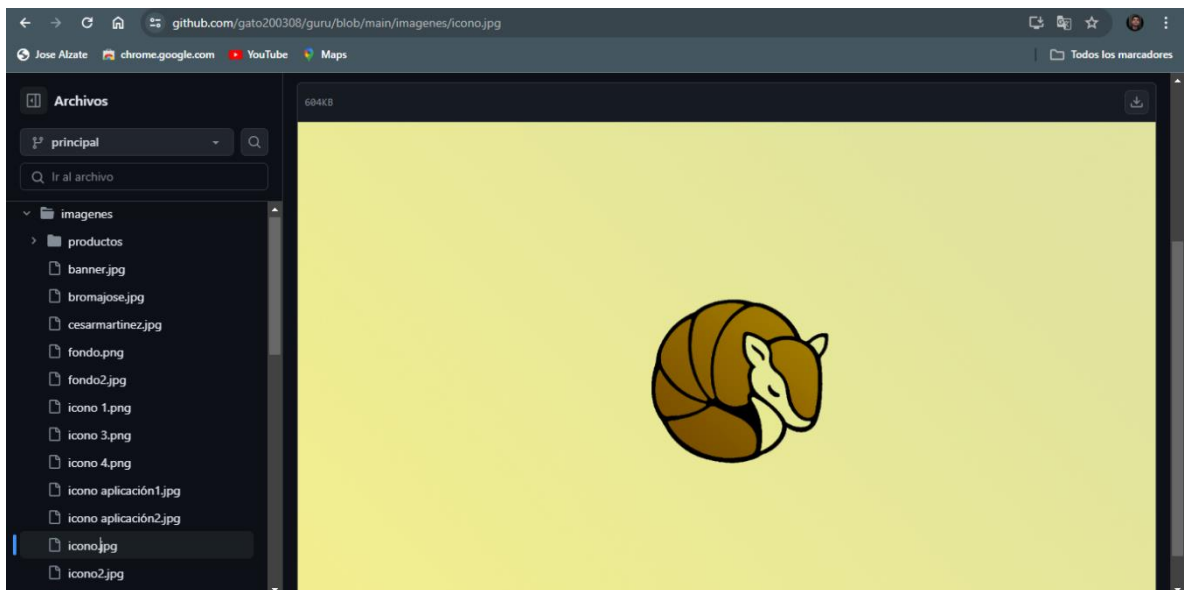 github.com/gato200308/guru/blob/main/imagenes/icono.jpg
Jose Alzate chrome.google.com YouTube Maps Todos los marcadores
Archivos
604KB
principal
Ir al archivo
imagenes
productos
banner.jpg
bromajose.jpg
cesarmartinez.jpg
fondo.png
fondo2.jpg
icono 1.png
icono 3.png
icono 4.png
icono aplicación1.jpg
icono aplicación2.jpg
icono.jpg
icono2.jpg